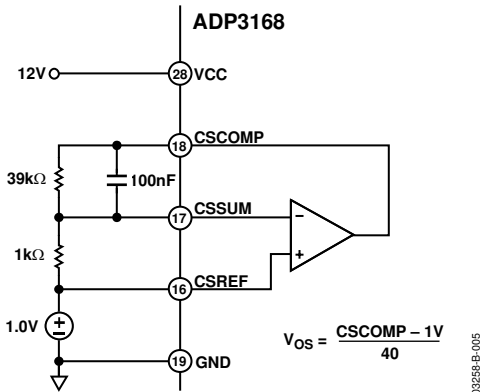 ADP3168
12V
28 VCC
18 CSCOMP
39kΩ
100nF
17 CSSUM
−
1kΩ
+
16 CSREF
1.0V
VOS = CSCOMP – 1V
40
19 GND
03258-B-005